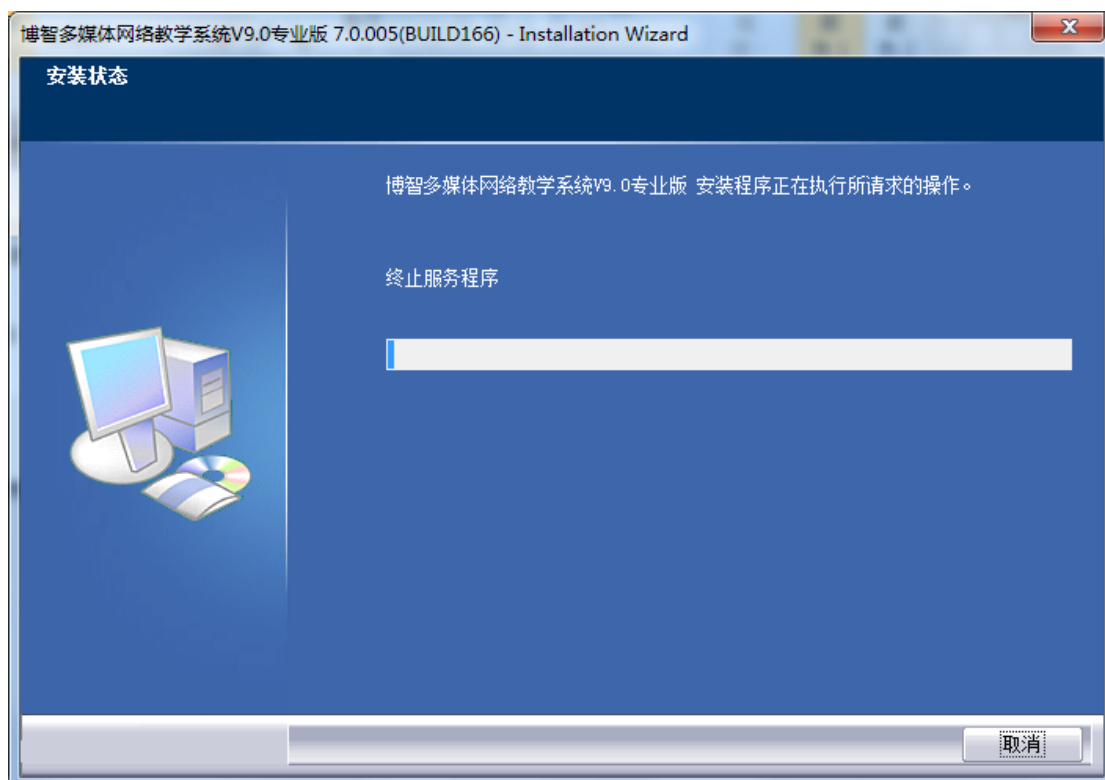 博智多媒体网络教学系统V9.0专业版 7.0.005(BUILD166) - Installation Wizard
安装状态
博智多媒体网络教学系统V9.0专业版 安装程序正在执行所请求的操作。
终止服务程序
取消